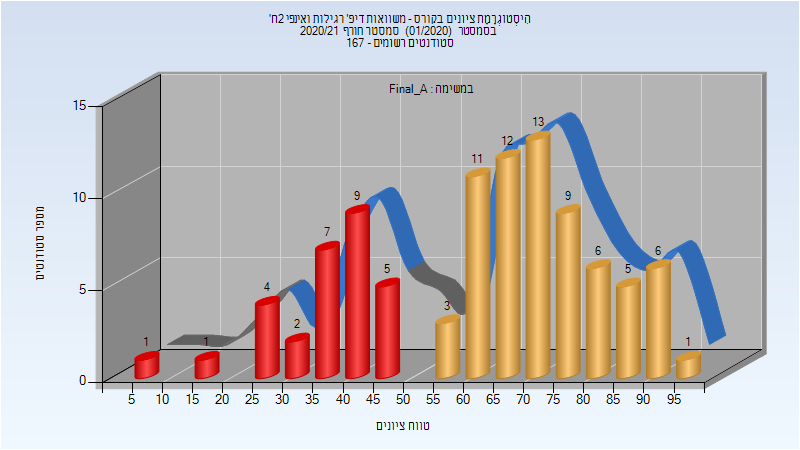 היסְטוֹגְרָמַת ציונים בקורס - משוואות דיפ' רגילות ואינפי 2ח'
בסמסטר (01/2020) סמסטר חורף 2020/21
סטודנטים רשומים - 167
במשימה : Final_A
מספר סטודנטים
15
10
5
0
1
1
4
2
7
9
5
3
11
12
13
9
6
5
6
1
5 10 15 20 25 30 35 40 45 50 55 60 65 70 75 80 85 90 95
טווח ציונים